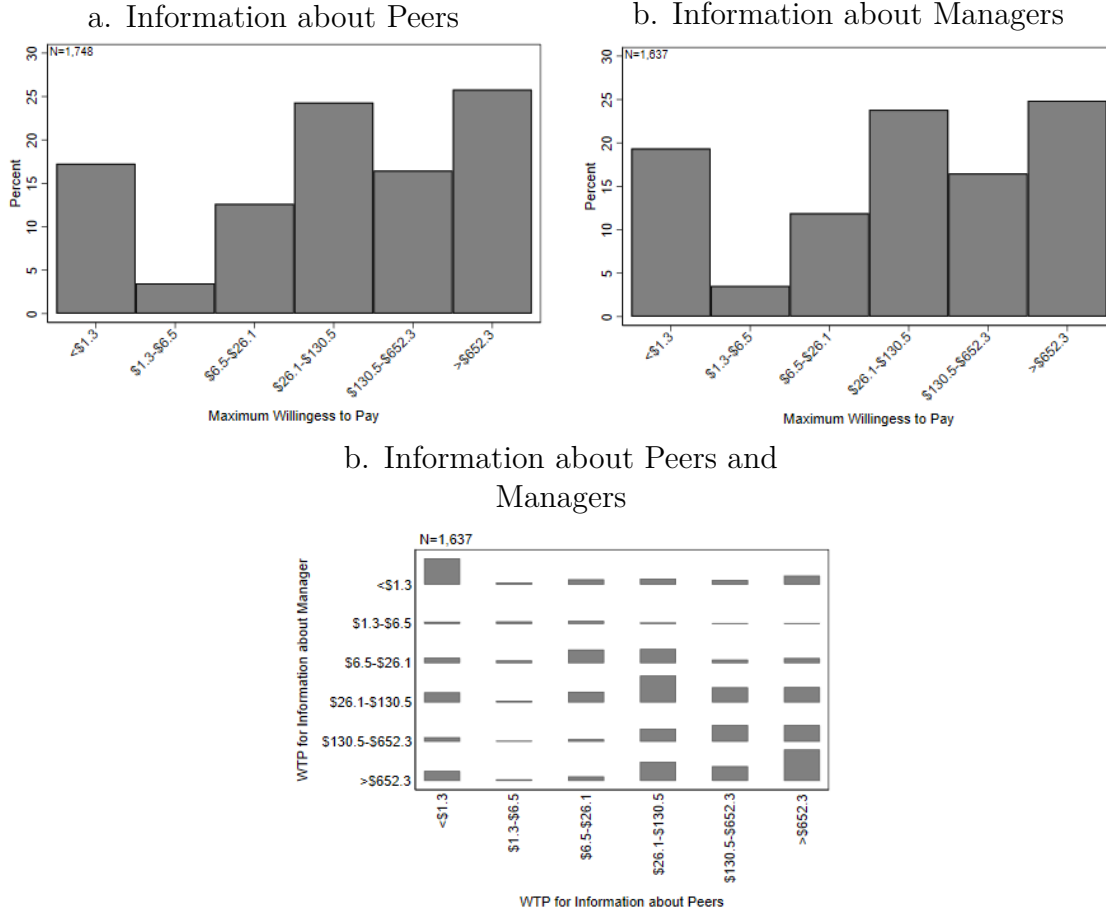 a. Information about Peers
N=1,748
30
25
20
15
10
5
0
Percent
<$1.3
$1.3-$6.5
$6.5-$26.1
$26.1-$130.5
$130.5-$652.3
>$652.3
Maximum Willingess to Pay
b. Information about Managers
N=1,637
30
25
20
15
10
5
0
Percent
<$1.3
$1.3-$6.5
$6.5-$26.1
$26.1-$130.5
$130.5-$652.3
>$652.3
Maximum Willingess to Pay
b. Information about Peers and
Managers
N=1,637
WTP for Information about Manager
<$1.3
$1.3-$6.5
$6.5-$26.1
$26.1-$130.5
$130.5-$652.3
>$652.3
<$1.3
$1.3-$6.5
$6.5-$26.1
$26.1-$130.5
$130.5-$652.3
>$652.3
WTP for Information about Peers